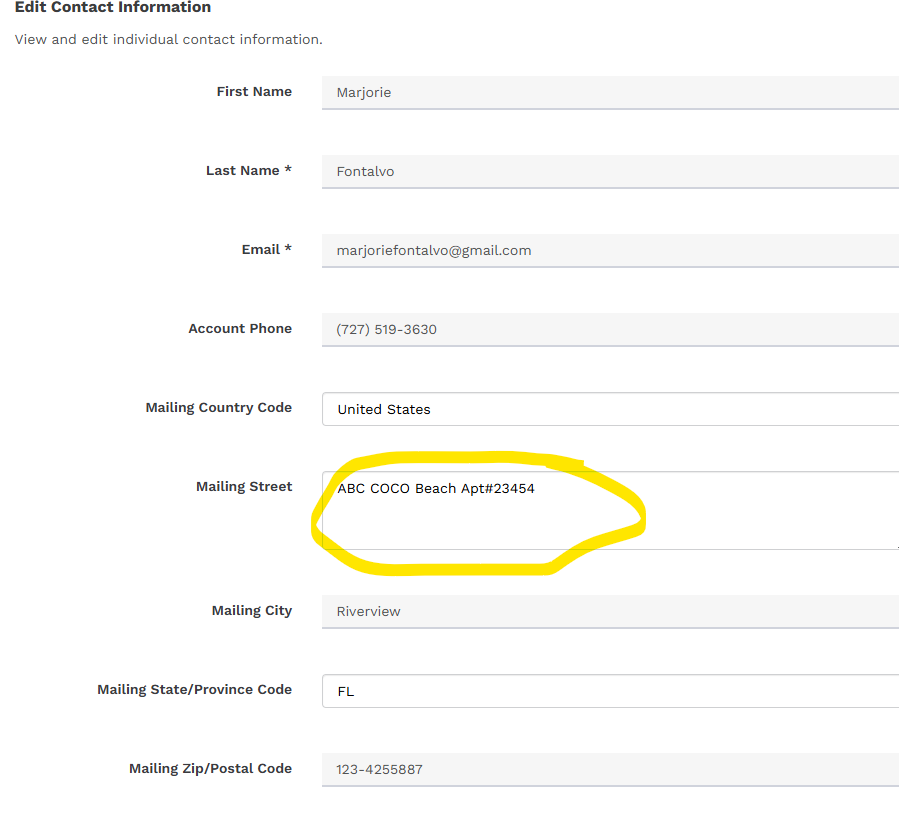 Edit Contact Information
View and edit individual contact information.
First Name Marjorie
Last Name * Fontalvo
Email * marjoriefontalvo@gmail.com
Account Phone (727) 519-3630
Mailing Country Code United States
Mailing Street ABC COCO Beach Apt#23454
Mailing City Riverview
Mailing State/Province Code FL
Mailing Zip/Postal Code 123-4255887